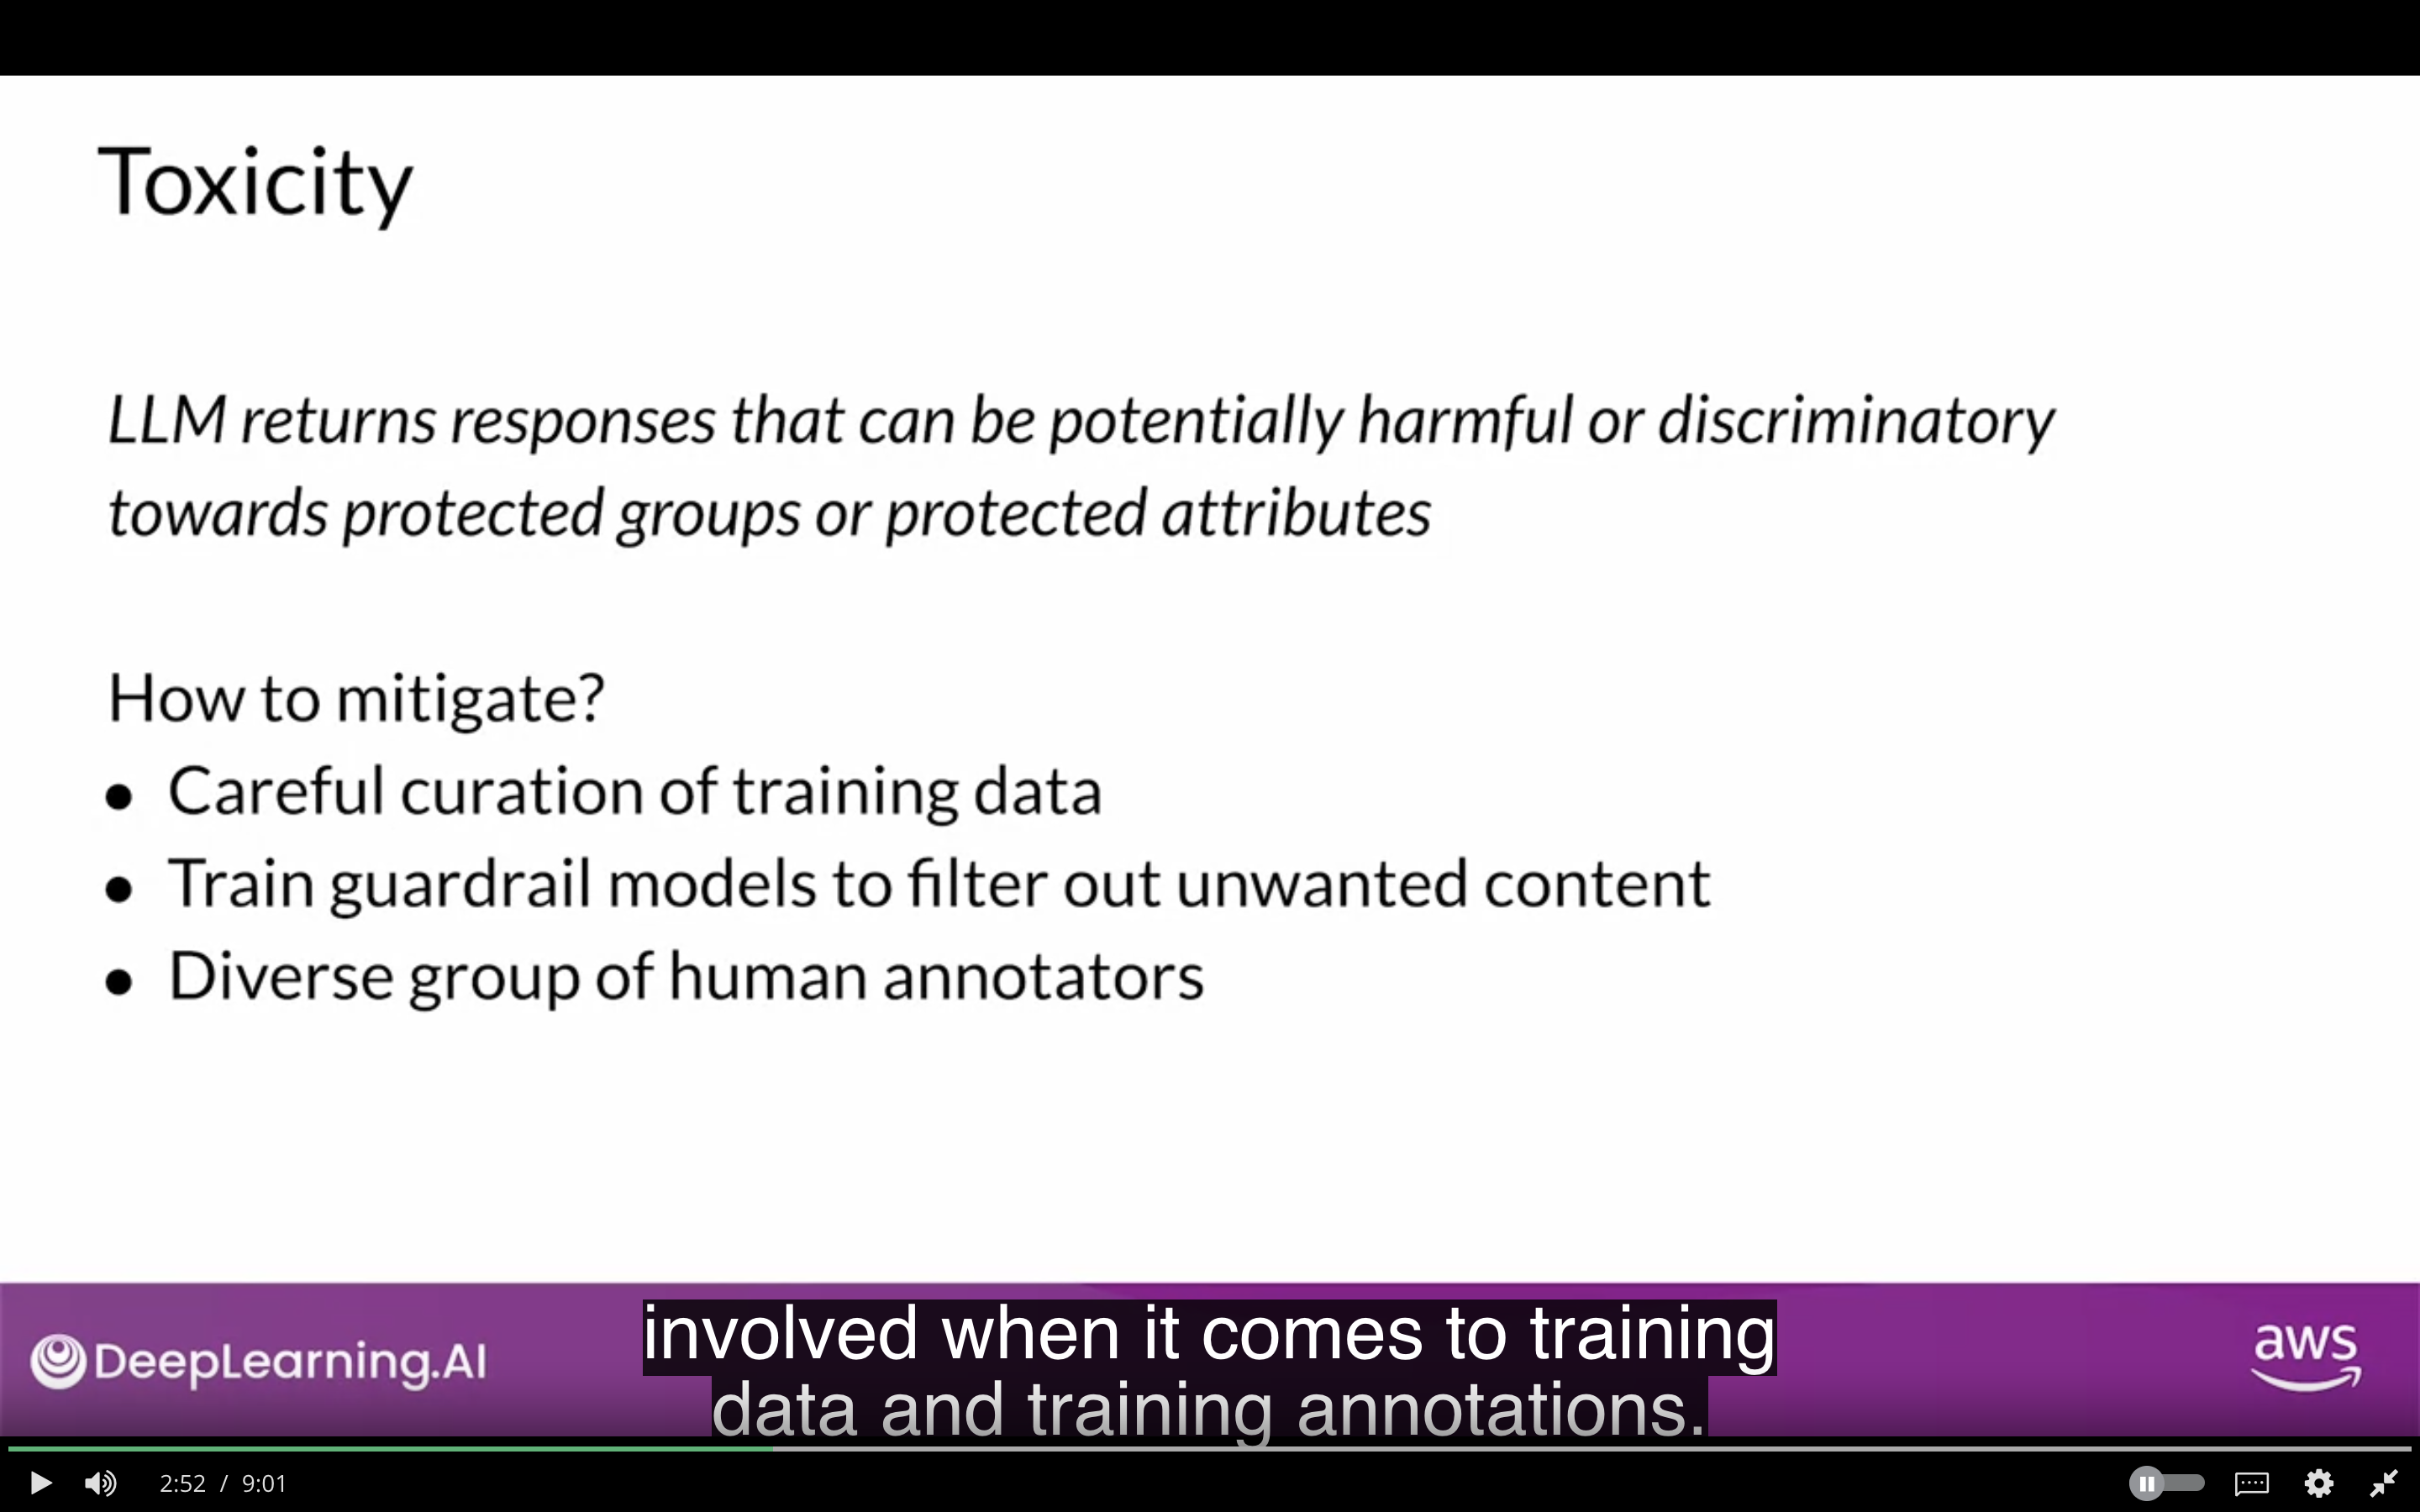 Toxicity
LLM returns responses that can be potentially harmful or discriminatory
towards protected groups or protected attributes
How to mitigate?
● Careful curation of training data
● Train guardrail models to filter out unwanted content
● Diverse group of human annotators
DeepLearning.AI
involved when it comes to training
data and training annotations.
aws
2:52 / 9:01